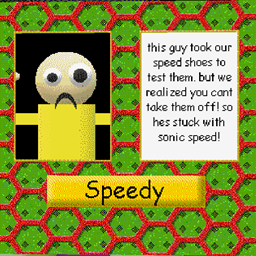 this guy took our
speed shoes to
test them. but we
realized you cant
take them off! so
hes stuck with
sonic speed!
Speedy